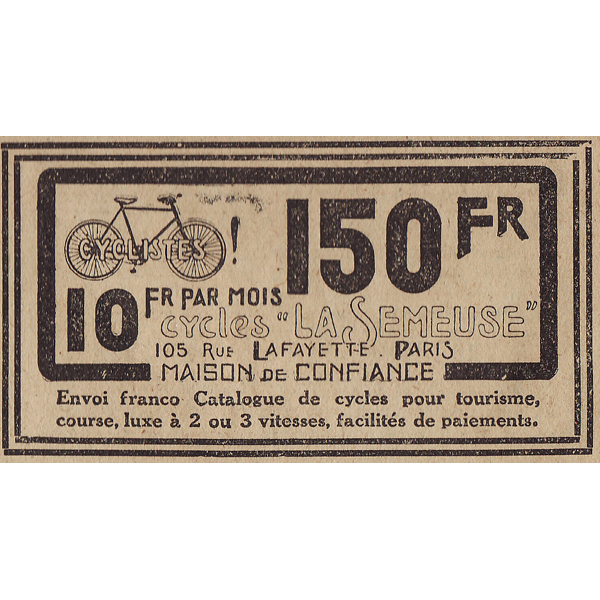 CYCLISTES !
150 FR
10 FR PAR MOIS
cycles "LA SEMEUSE"
105 RUE LAFAYETTE . PARIS
MAISON DE CONFIANCE
Envoi franco Catalogue de cycles pour tourisme,
course, luxe à 2 ou 3 vitesses, facilités de paiements.